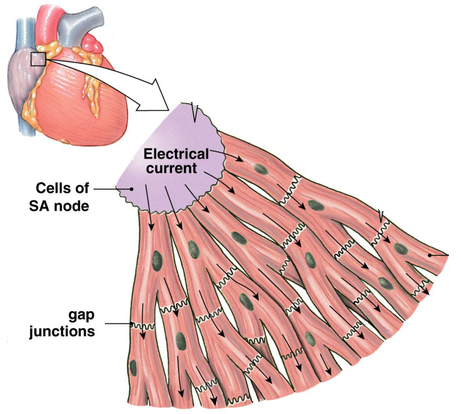 Electrical
current
Cells of
SA node
gap
junctions